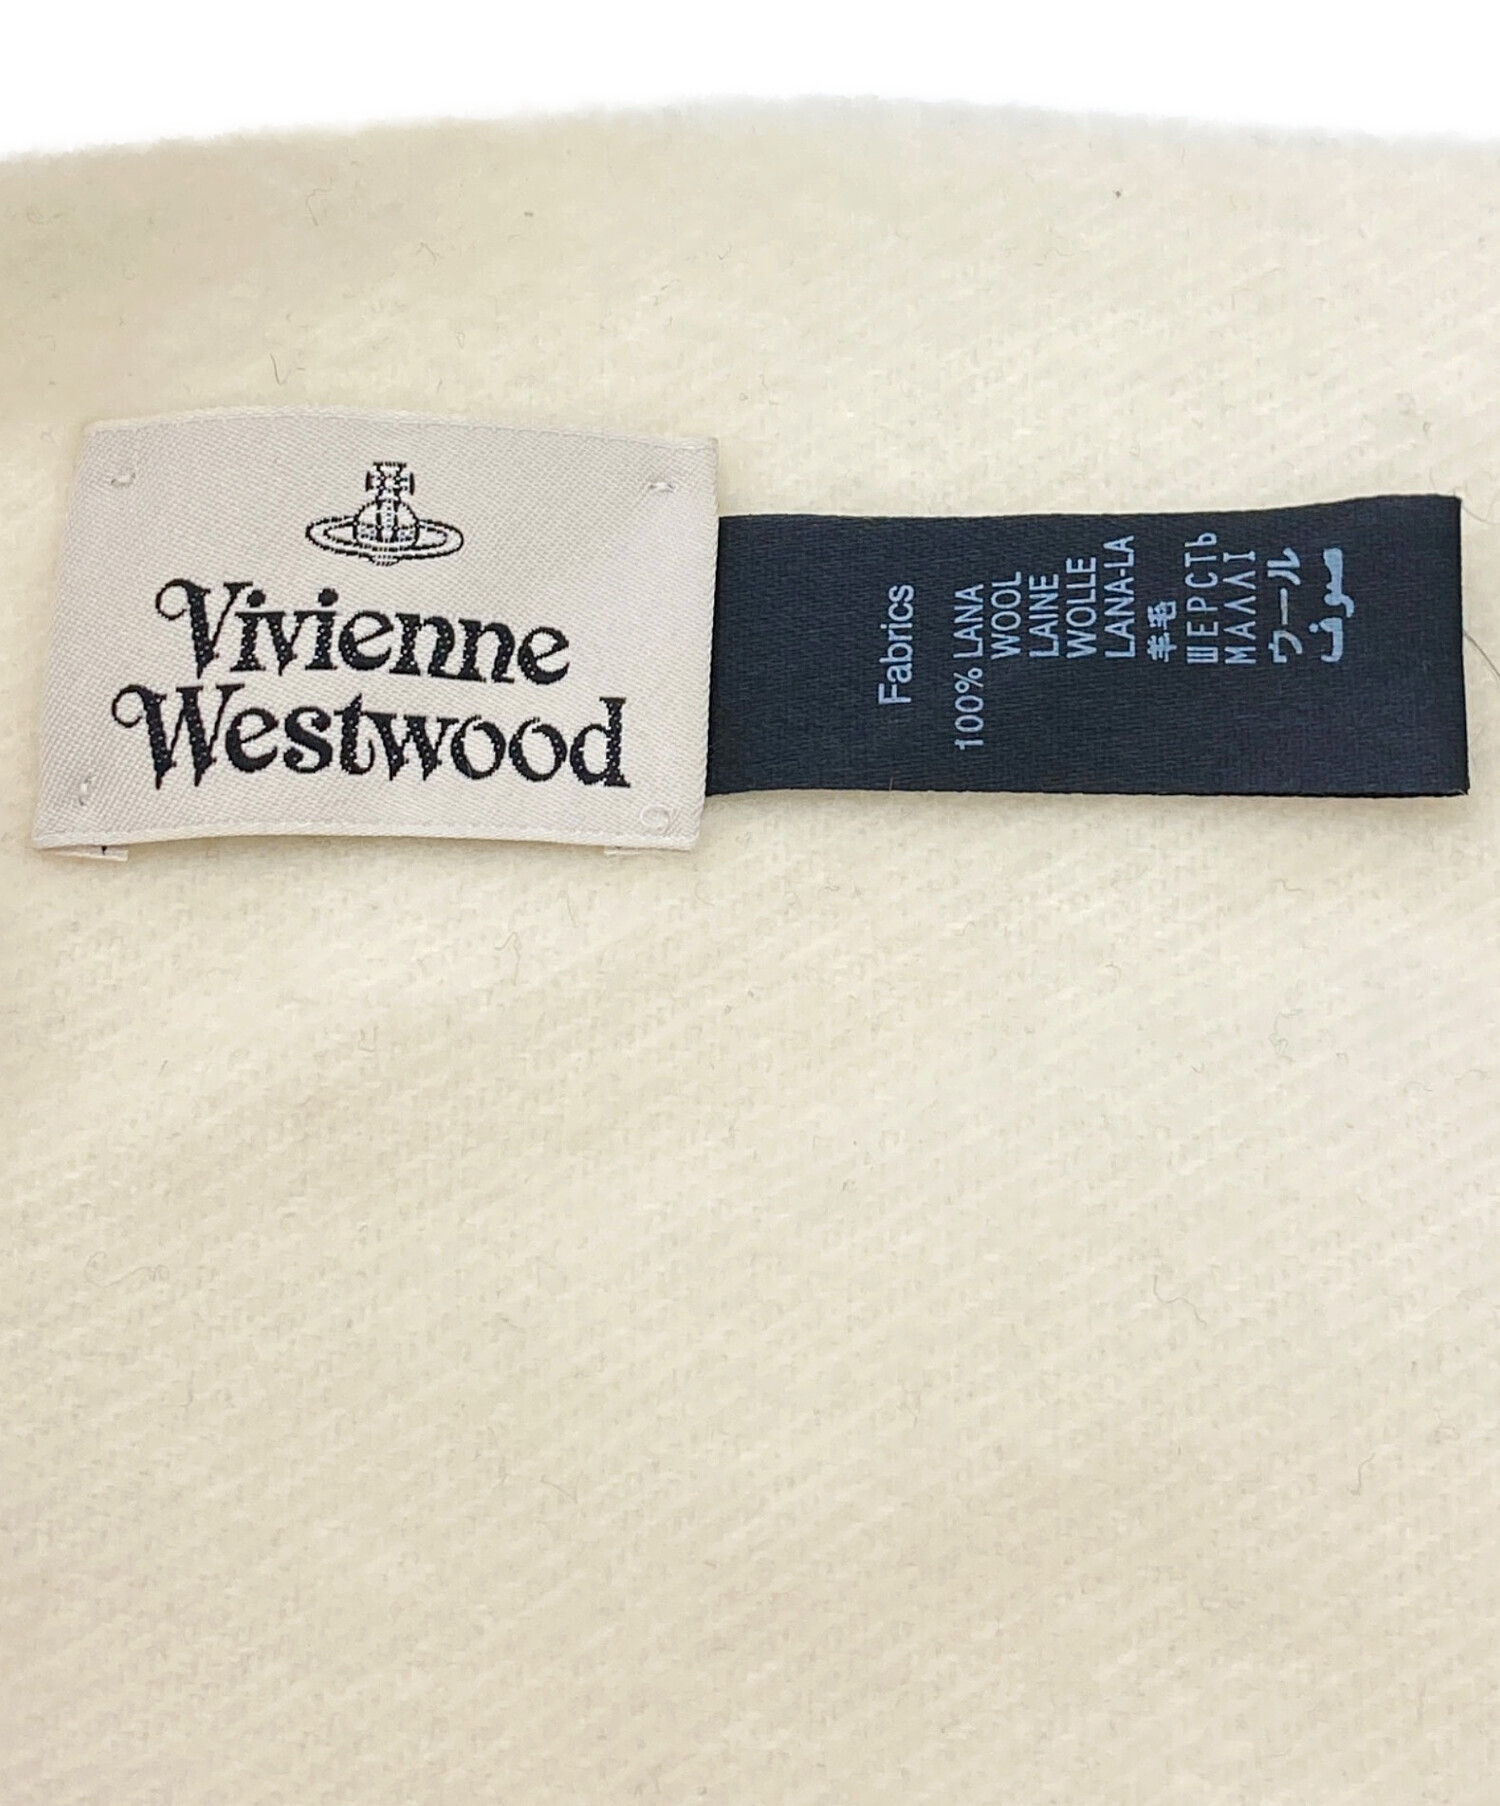 Vivienne
Westwood
Fabrics
100% LANA
WOOL
LAINE
WOLLE
LANA-LA
羊毛
ШЕРСТЬ
ΜΑΛΛΙ
ウール
صوف